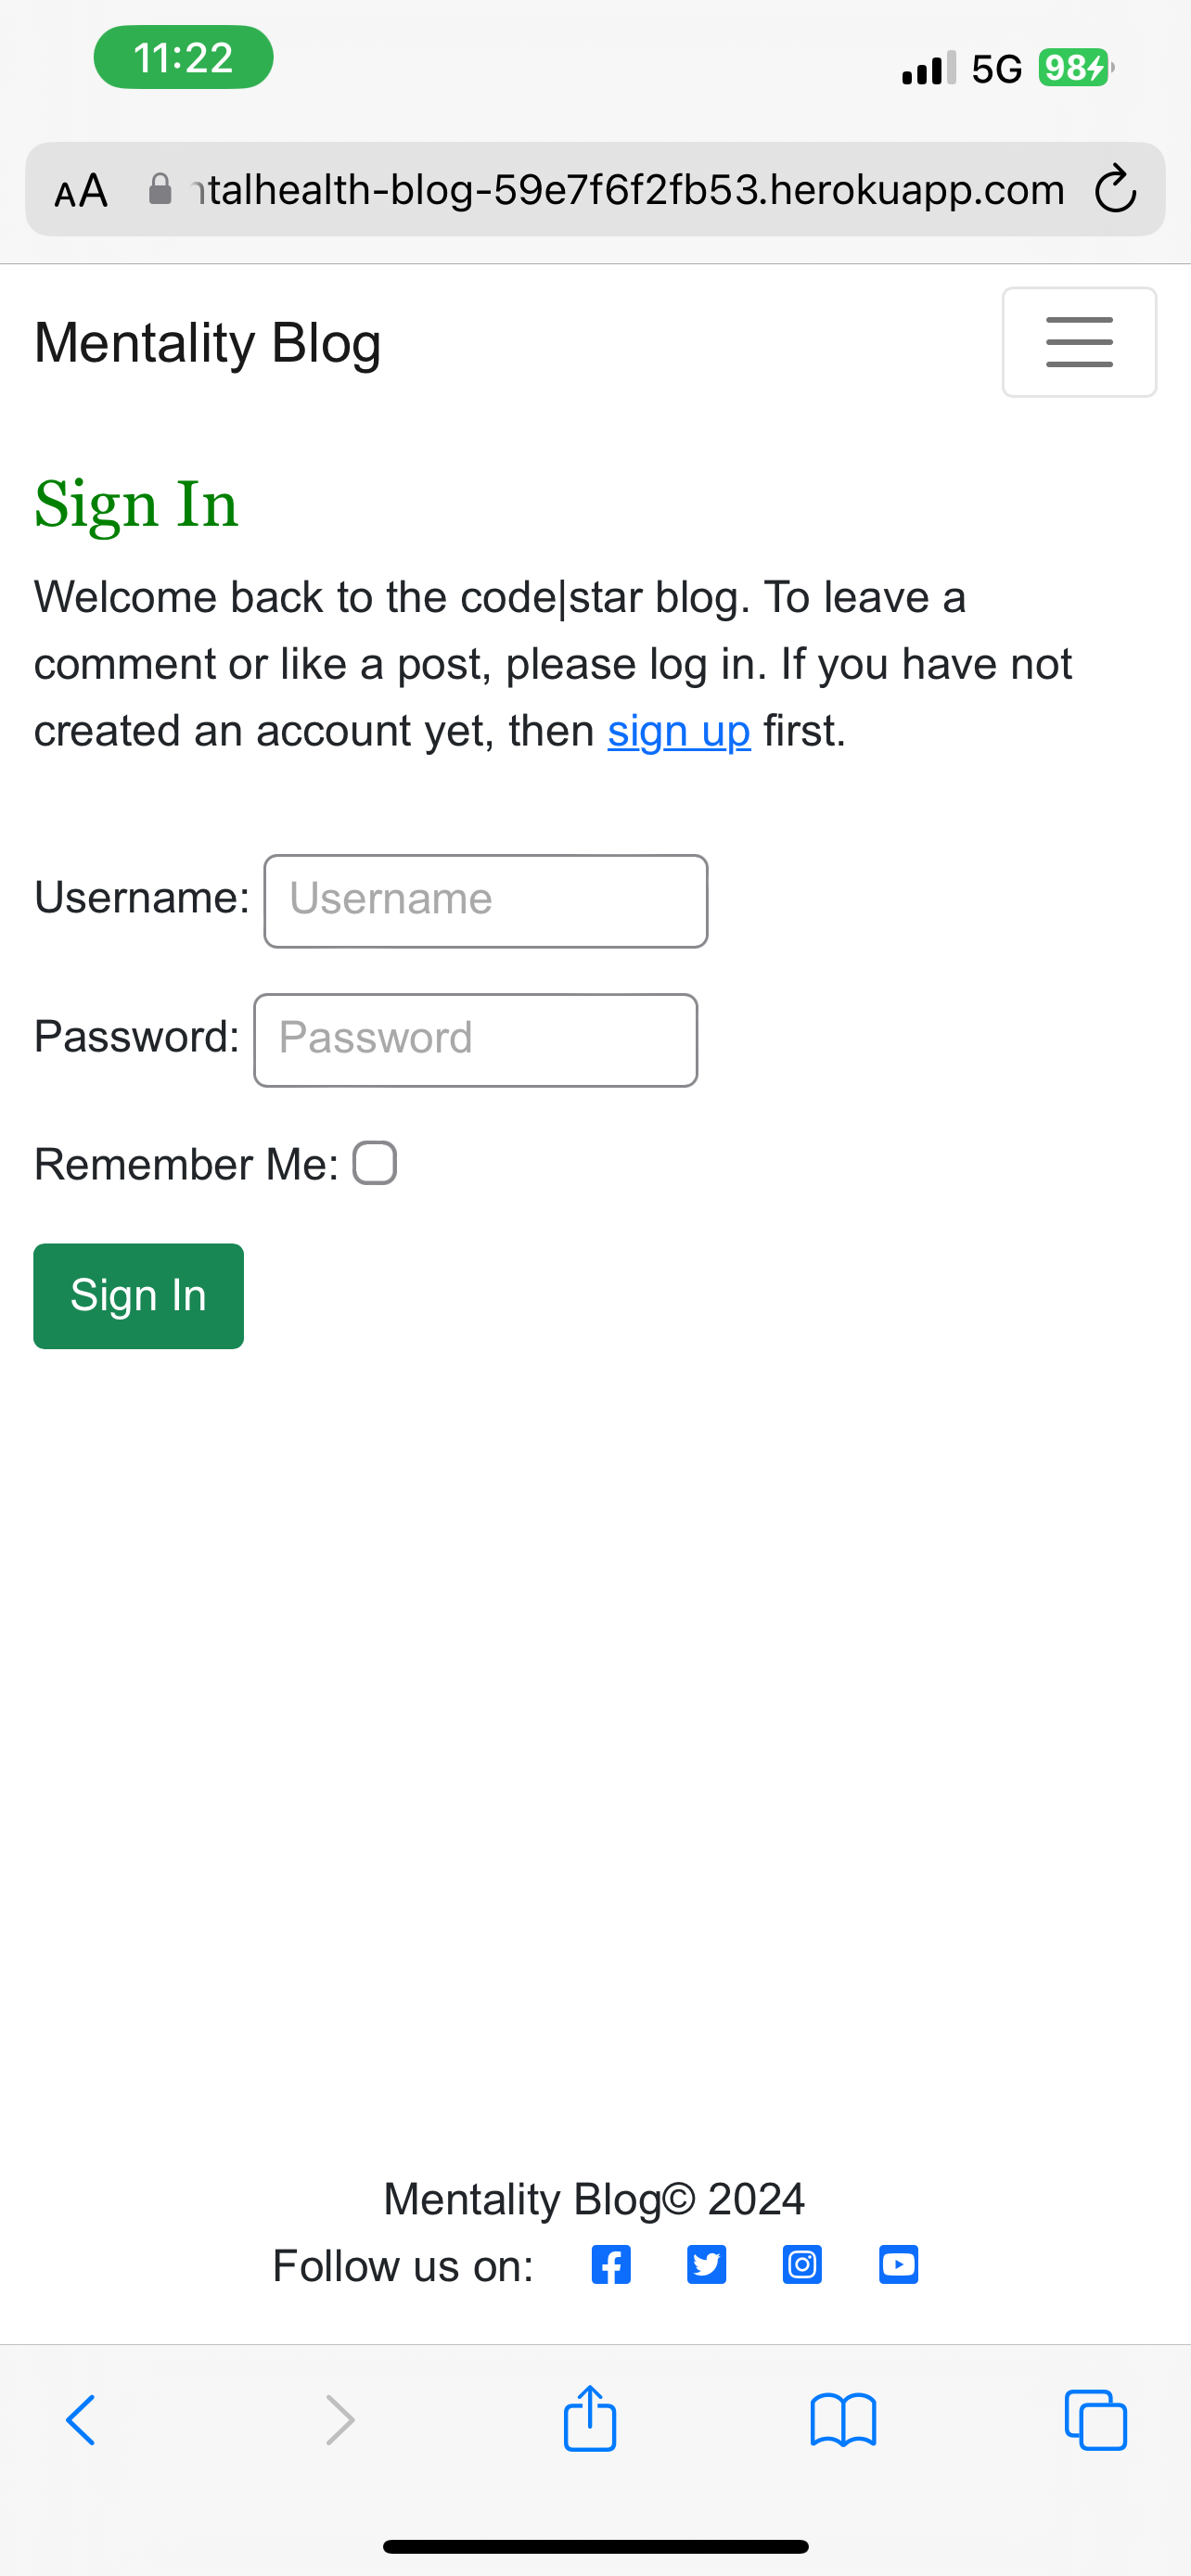 11:22
5G 98
AA ntalhealth-blog-59e7f6f2fb53.herokuapp.com
Mentality Blog
Sign In
Welcome back to the code|star blog. To leave a
comment or like a post, please log in. If you have not
created an account yet, then sign up first.
Username: Username
Password: Password
Remember Me:
Sign In
Mentality Blog© 2024
Follow us on: